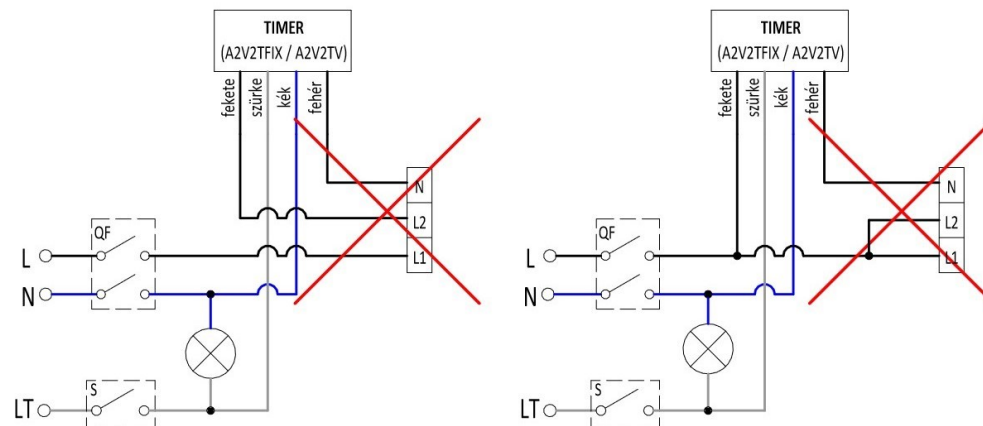 TIMER
(A2V2TFIX / A2V2TV)
fekete
szürke
kék
fehér
N
L2
L1
QF
L
N
S
LT
TIMER
(A2V2TFIX / A2V2TV)
fekete
szürke
kék
fehér
N
L2
L1
QF
L
N
S
LT